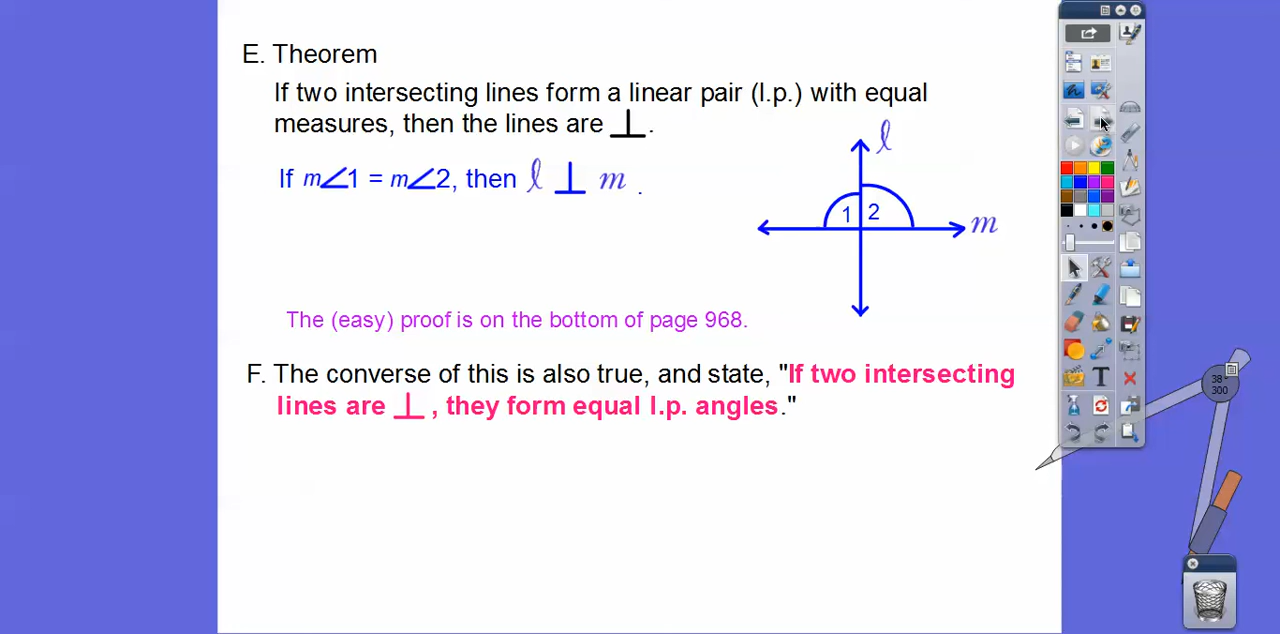 E. Theorem
If two intersecting lines form a linear pair (l.p.) with equal
measures, then the lines are ⊥.
If m∠1 = m∠2, then l ⊥ m .
l
1 2
m
The (easy) proof is on the bottom of page 968.
F. The converse of this is also true, and state, "If two intersecting
lines are ⊥ , they form equal l.p. angles."
38°
300
T